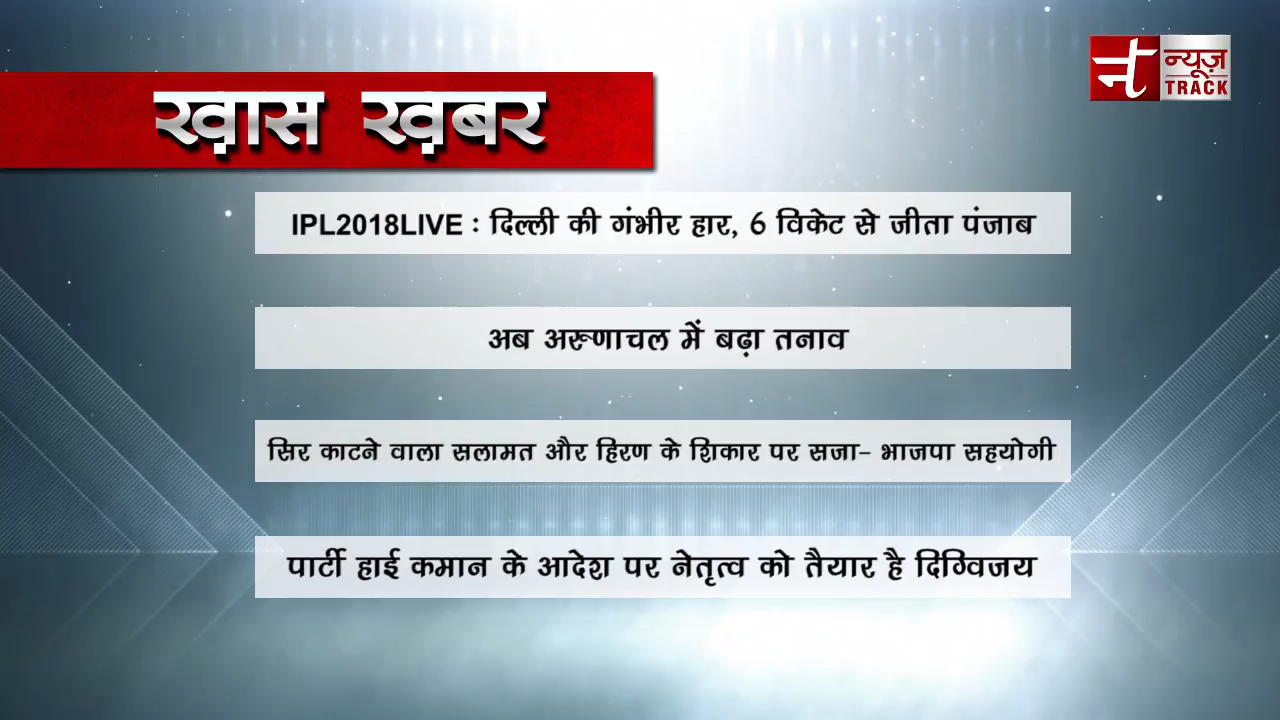 न्यूज़
TRACK
ख़ास ख़बर
IPL2018LIVE : दिल्ली की गंभीर हार, 6 विकेट से जीता पंजाब
अब अरूणाचल में बढ़ा तनाव
सिर काटने वाला सलामत और हिरण के शिकार पर सजा- भाजपा सहयोगी
पार्टी हाई कमान के आदेश पर नेतृत्व को तैयार है दिग्विजय